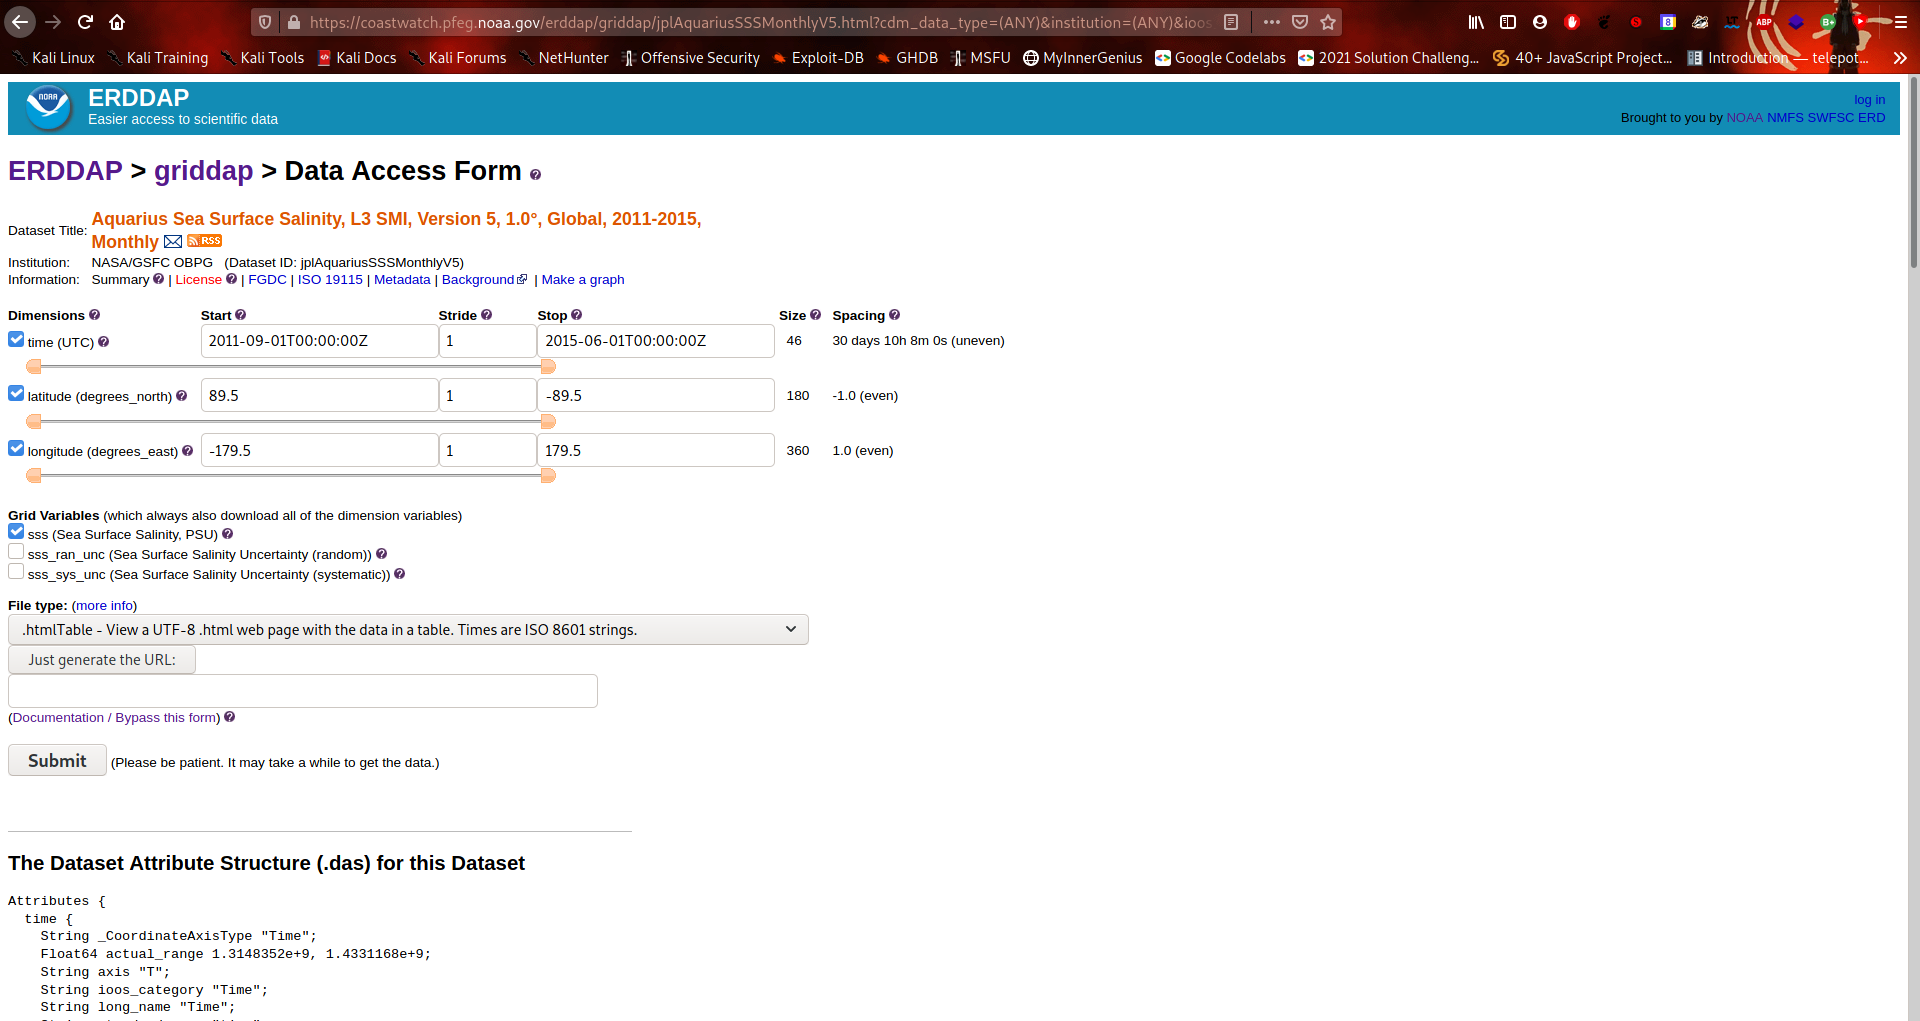 https://coastwatch.pfeg.noaa.gov/erddap/griddap/jplAquariusSSSMonthlyV5.html?cdm_data_type=(ANY)&institution=(ANY)&ioos
Kali Linux Kali Training Kali Tools Kali Docs Kali Forums NetHunter Offensive Security Exploit-DB GHDB MSFU MyInnerGenius Google Codelabs 2021 Solution Challeng... 40+ JavaScript Project... Introduction — telepot...
NOAA
ERDDAP
Easier access to scientific data
log in
Brought to you by NOAA NMFS SWFSC ERD
ERDDAP > griddap > Data Access Form ?
Dataset Title: Aquarius Sea Surface Salinity, L3 SMI, Version 5, 1.0°, Global, 2011-2015,
Monthly RSS
Institution: NASA/GSFC OBPG (Dataset ID: jplAquariusSSSMonthlyV5)
Information: Summary ? | License ? | FGDC | ISO 19115 | Metadata | Background | Make a graph
Dimensions ? Start ? Stride ? Stop ? Size ? Spacing ?
time (UTC) ? 2011-09-01T00:00:00Z 1 2015-06-01T00:00:00Z 46 30 days 10h 8m 0s (uneven)
latitude (degrees_north) ? 89.5 1 -89.5 180 -1.0 (even)
longitude (degrees_east) ? -179.5 1 179.5 360 1.0 (even)
Grid Variables (which always also download all of the dimension variables)
sss (Sea Surface Salinity, PSU) ?
sss_ran_unc (Sea Surface Salinity Uncertainty (random)) ?
sss_sys_unc (Sea Surface Salinity Uncertainty (systematic)) ?
File type: (more info)
.htmlTable - View a UTF-8 .html web page with the data in a table. Times are ISO 8601 strings.
Just generate the URL:
(Documentation / Bypass this form) ?
Submit (Please be patient. It may take a while to get the data.)
The Dataset Attribute Structure (.das) for this Dataset
Attributes {
time {
String _CoordinateAxisType "Time";
Float64 actual_range 1.3148352e+9, 1.4331168e+9;
String axis "T";
String ioos_category "Time";
String long_name "Time";